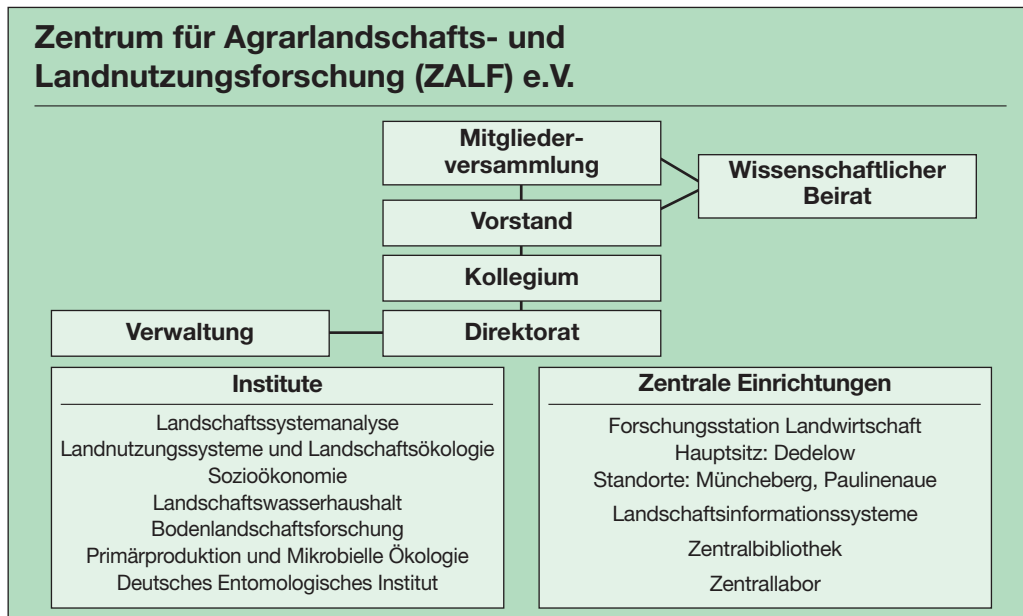 Zentrum für Agrarlandschafts- und
Landnutzungsforschung (ZALF) e.V.
Mitglieder-
versammlung
Wissenschaftlicher
Beirat
Vorstand
Kollegium
Verwaltung
Direktorat
Institute
Landschaftssystemanalyse
Landnutzungssysteme und Landschaftsökologie
Sozioökonomie
Landschaftswasserhaushalt
Bodenlandschaftsforschung
Primärproduktion und Mikrobielle Ökologie
Deutsches Entomologisches Institut
Zentrale Einrichtungen
Forschungsstation Landwirtschaft
Hauptsitz: Dedelow
Standorte: Müncheberg, Paulinenaue
Landschaftsinformationssysteme
Zentralbibliothek
Zentrallabor